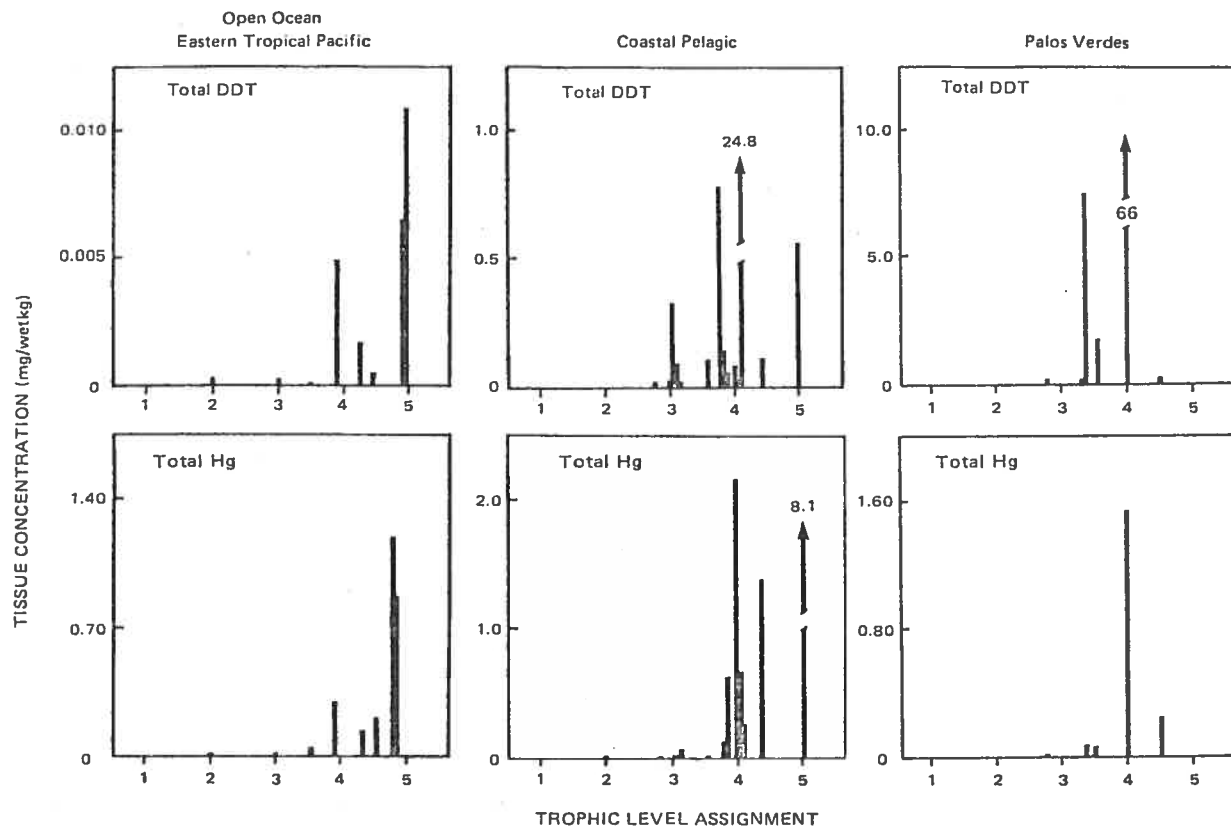 Open Ocean
Eastern Tropical Pacific
Coastal Pelagic
Palos Verdes
TISSUE CONCENTRATION (mg/wetkg)
Total DDT
0.010
0.005
0
1 2 3 4 5
Total DDT
1.0
0.5
0
24.8
1 2 3 4 5
Total DDT
10.0
5.0
0
66
1 2 3 4 5
Total Hg
1.40
0.70
0
1 2 3 4 5
Total Hg
2.0
1.0
0
8.1
1 2 3 4 5
Total Hg
1.60
0.80
0
1 2 3 4 5
TROPHIC LEVEL ASSIGNMENT